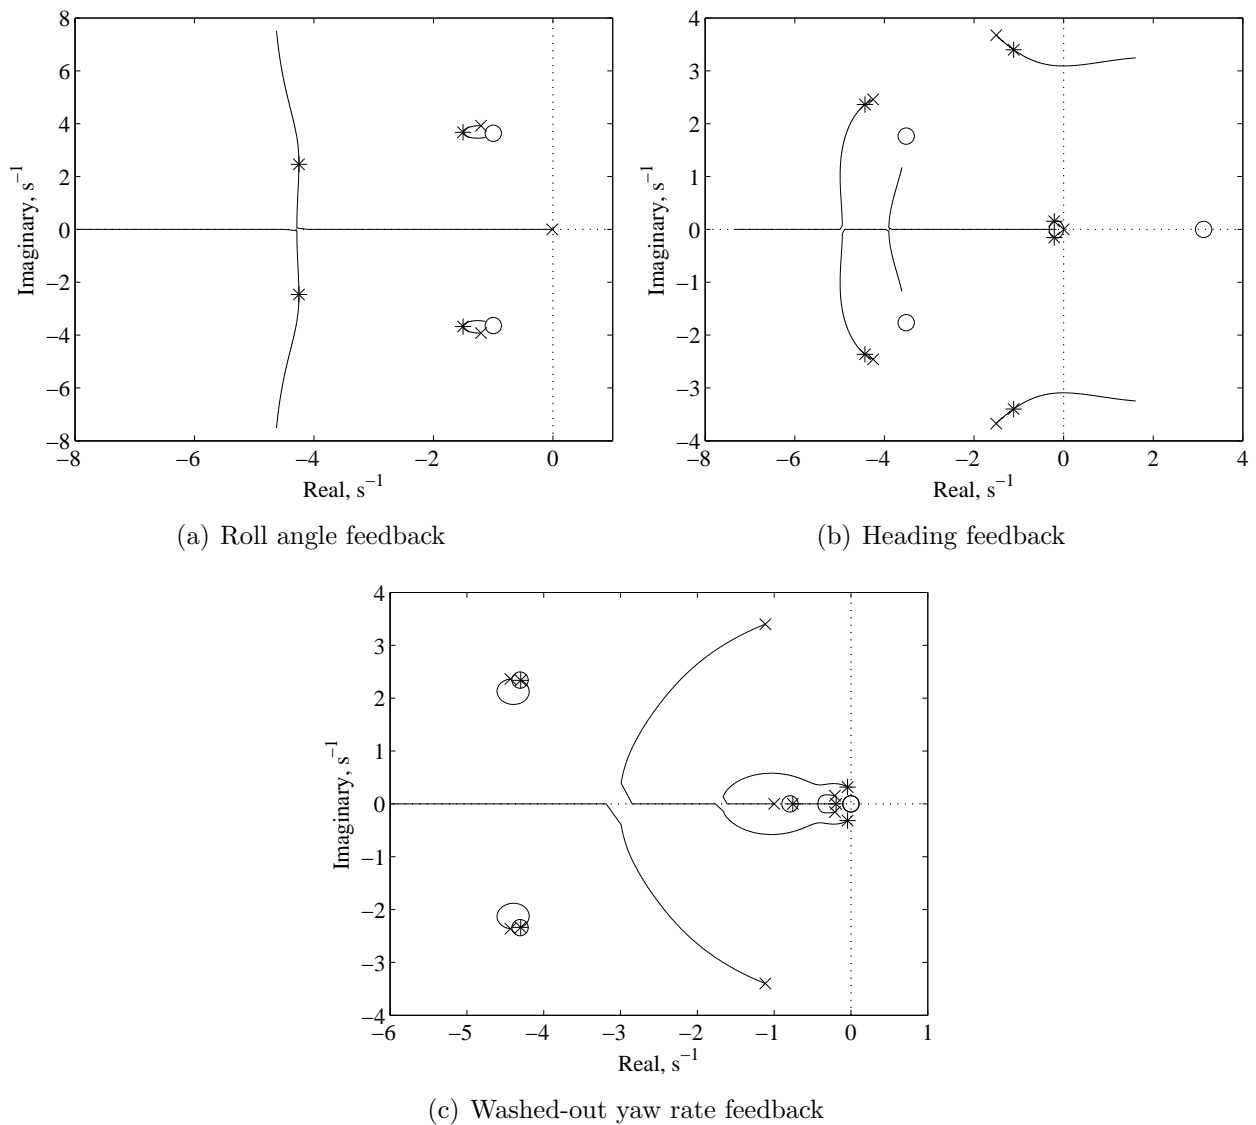 8
6
4
2
0
−2
−4
−6
−8
Imaginary, s−1
−8 −6 −4 −2 0
Real, s−1
(a) Roll angle feedback
4
3
2
1
0
−1
−2
−3
−4
Imaginary, s−1
−8 −6 −4 −2 0 2 4
Real, s−1
(b) Heading feedback
4
3
2
1
0
−1
−2
−3
−4
Imaginary, s−1
−6 −5 −4 −3 −2 −1 0 1
Real, s−1
(c) Washed-out yaw rate feedback